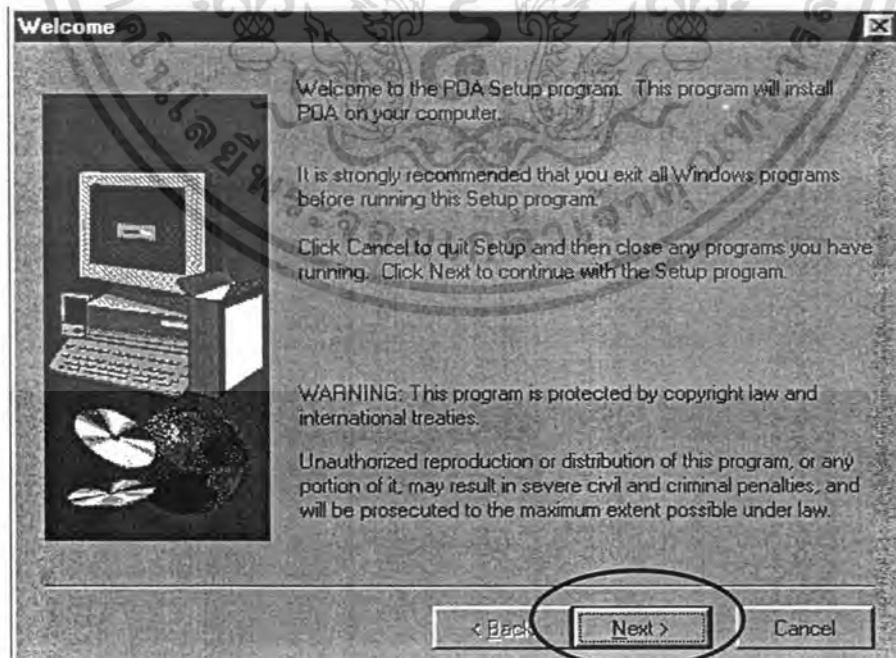 Welcome
Welcome to the POA Setup program. This program will install
POA on your computer.
It is strongly recommended that you exit all Windows programs
before running this Setup program.
Click Cancel to quit Setup and then close any programs you have
running. Click Next to continue with the Setup program.
WARNING: This program is protected by copyright law and
international treaties.
Unauthorized reproduction or distribution of this program, or any
portion of it, may result in severe civil and criminal penalties, and
will be prosecuted to the maximum extent possible under law.
< Back
Next >
Cancel